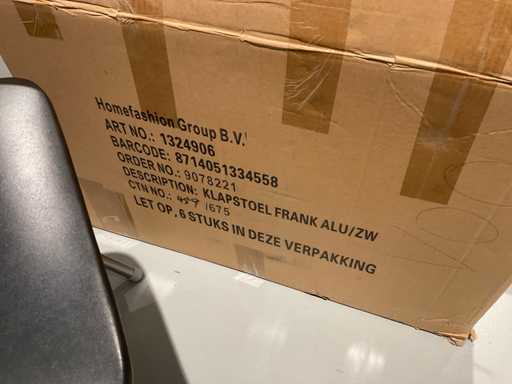 Homefashion Group B.V.
ART NO.: 1324906
BARCODE: 8714051334558
ORDER NO.: 9078221
DESCRIPTION: KLAPSTOEL FRANK ALU/ZW
CTN NO.: 459 /675
LET OP, 6 STUKS IN DEZE VERPAKKING